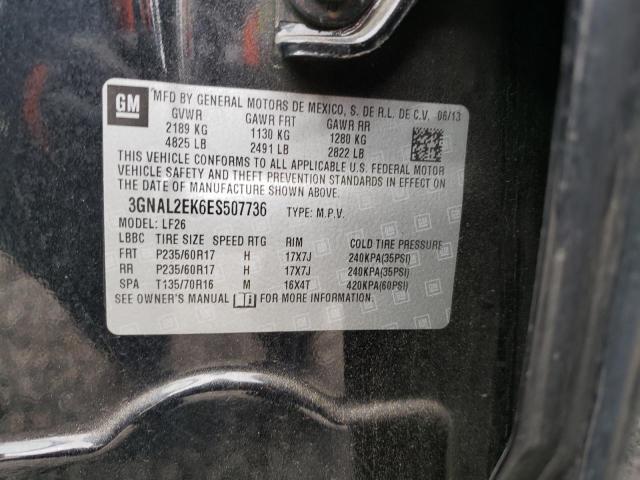 GM
MFD BY GENERAL MOTORS DE MEXICO, S. DE R.L. DE C.V. 06/13
GVWR GAWR FRT GAWR RR
2189 KG 1130 KG 1280 KG
4825 LB 2491 LB 2822 LB
THIS VEHICLE CONFORMS TO ALL APPLICABLE U.S. FEDERAL MOTOR
VEHICLE SAFETY AND THEFT PREVENTION STANDARDS IN EFFECT ON
THE DATE OF MANUFACTURE SHOWN ABOVE.
3GNAL2EK6ES507736 TYPE: M.P.V.
MODEL: LF26
LBBC TIRE SIZE SPEED RTG RIM COLD TIRE PRESSURE
FRT P235/60R17 H 17X7J 240KPA(35PSI)
RR P235/60R17 H 17X7J 240KPA(35PSI)
SPA T135/70R16 M 16X4T 420KPA(60PSI)
SEE OWNER'S MANUAL i FOR MORE INFORMATION